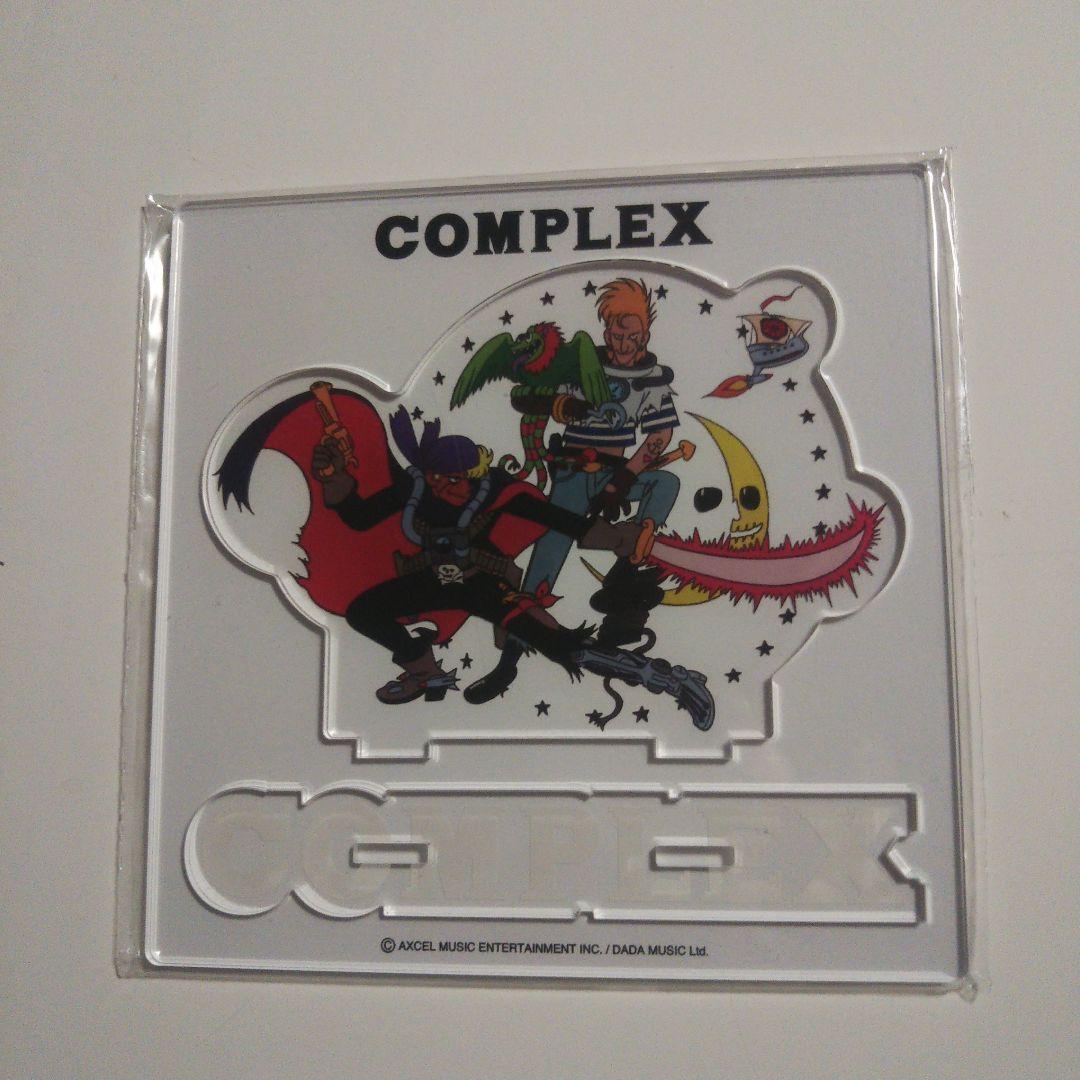 COMPLEX
COMPLEX
© AXCEL MUSIC ENTERTAINMENT INC. / DADA MUSIC Ltd.